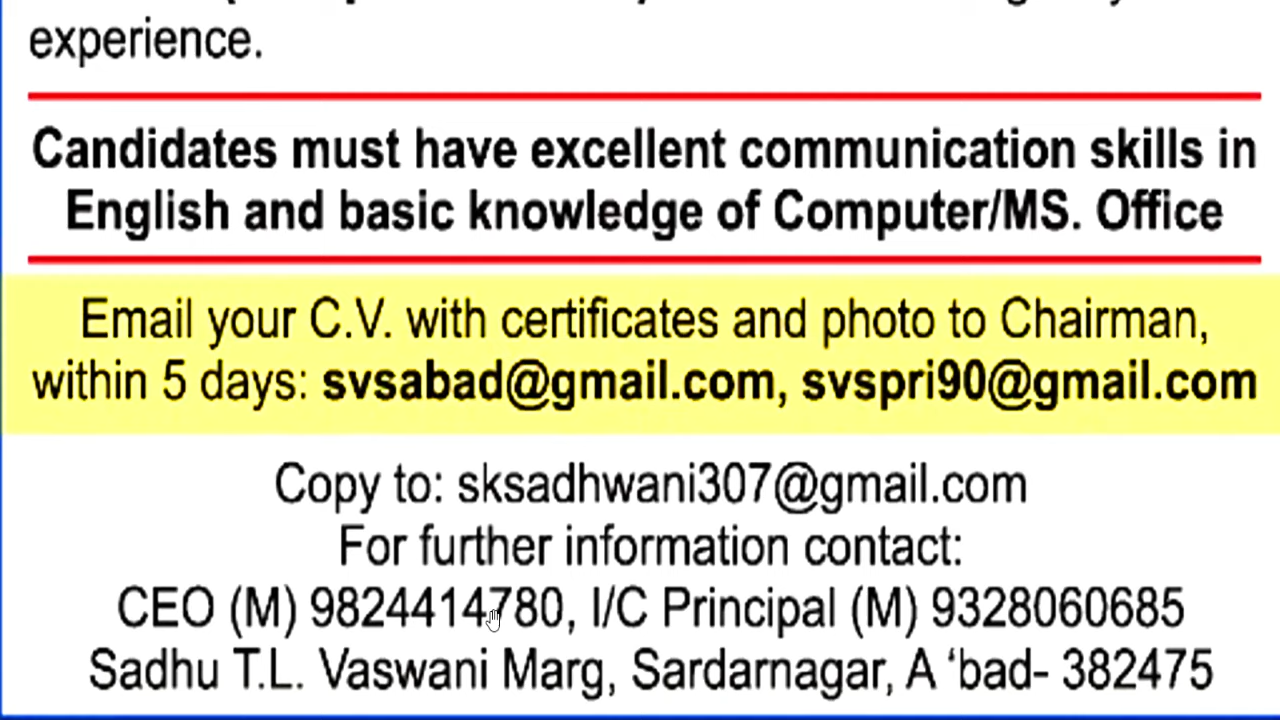 experience.
Candidates must have excellent communication skills in
English and basic knowledge of Computer/MS. Office
Email your C.V. with certificates and photo to Chairman,
within 5 days: svsabad@gmail.com, svspri90@gmail.com
Copy to: sksadhwani307@gmail.com
For further information contact:
CEO (M) 9824414780, I/C Principal (M) 9328060685
Sadhu T.L. Vaswani Marg, Sardarnagar, A ‘bad- 382475